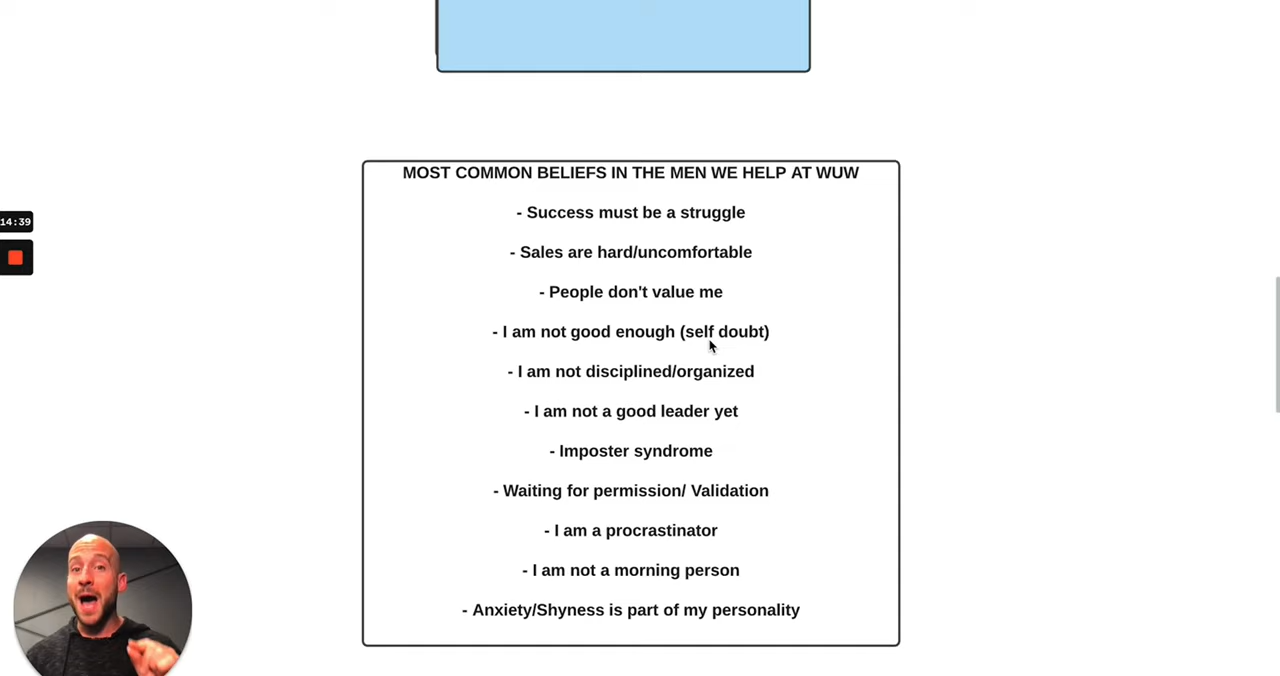 MOST COMMON BELIEFS IN THE MEN WE HELP AT WUW
- Success must be a struggle
- Sales are hard/uncomfortable
- People don't value me
14:39
- I am not good enough (self doubt)
- I am not disciplined/organized
- I am not a good leader yet
- Imposter syndrome
- Waiting for permission/ Validation
- I am a procrastinator
- I am not a morning person
- Anxiety/Shyness is part of my personality